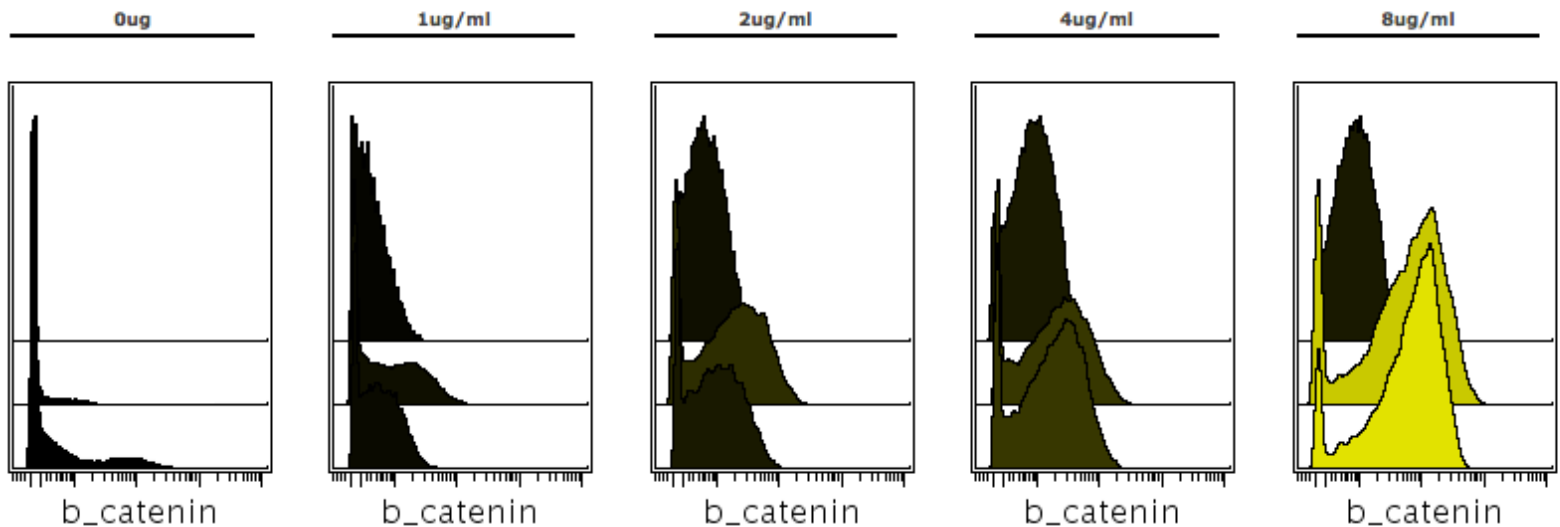 0ug 1ug/ml 2ug/ml 4ug/ml 8ug/ml
b_catenin b_catenin b_catenin b_catenin b_catenin